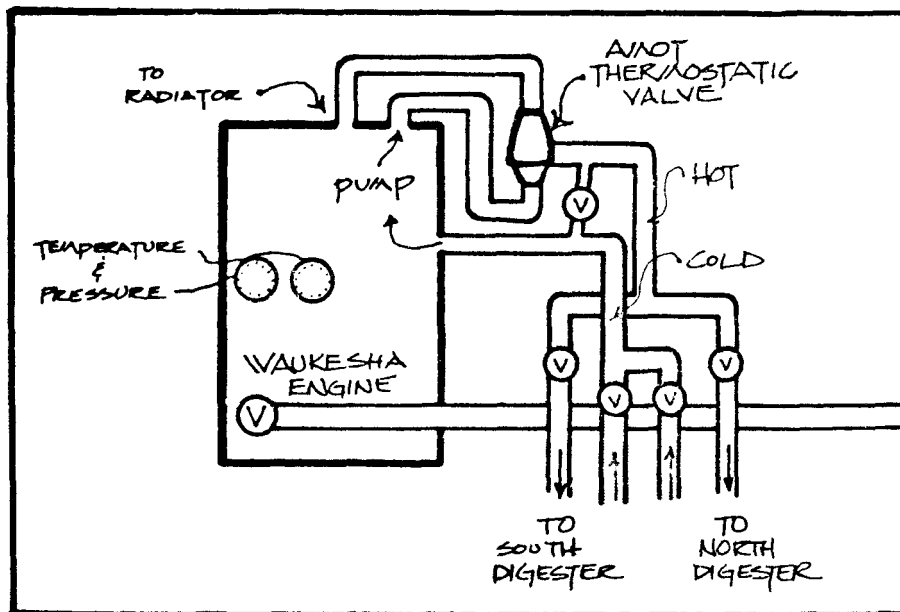 TO
RADIATOR
AMOT
THERMOSTATIC
VALVE
PUMP
HOT
V
COLD
TEMPERATURE
&
PRESSURE
WAUKESHA
ENGINE
V
V
V
V
V
TO
SOUTH
DIGESTER
TO
NORTH
DIGESTER